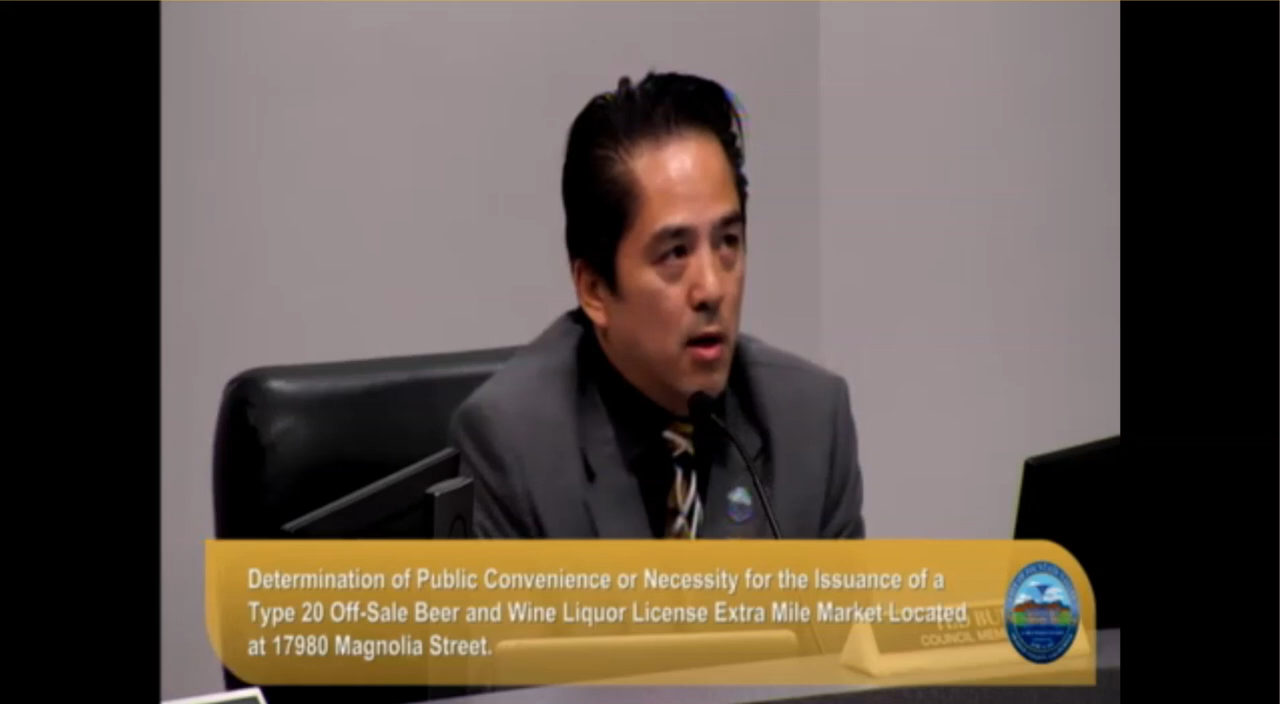 Determination of Public Convenience or Necessity for the Issuance of a
Type 20 Off-Sale Beer and Wine Liquor License Extra Mile Market Located
at 17980 Magnolia Street.
COUNCIL